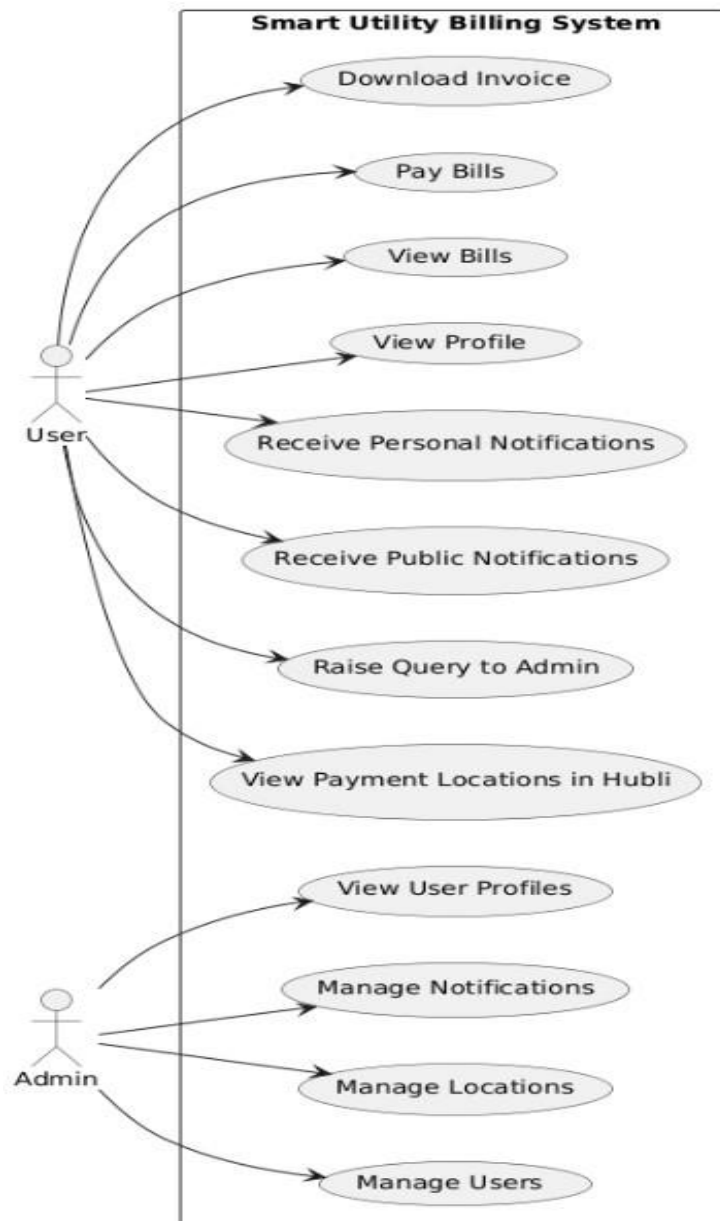 Smart Utility Billing System
Download Invoice
Pay Bills
View Bills
View Profile
User
Receive Personal Notifications
Receive Public Notifications
Raise Query to Admin
View Payment Locations in Hubli
View User Profiles
Manage Notifications
Admin
Manage Locations
Manage Users